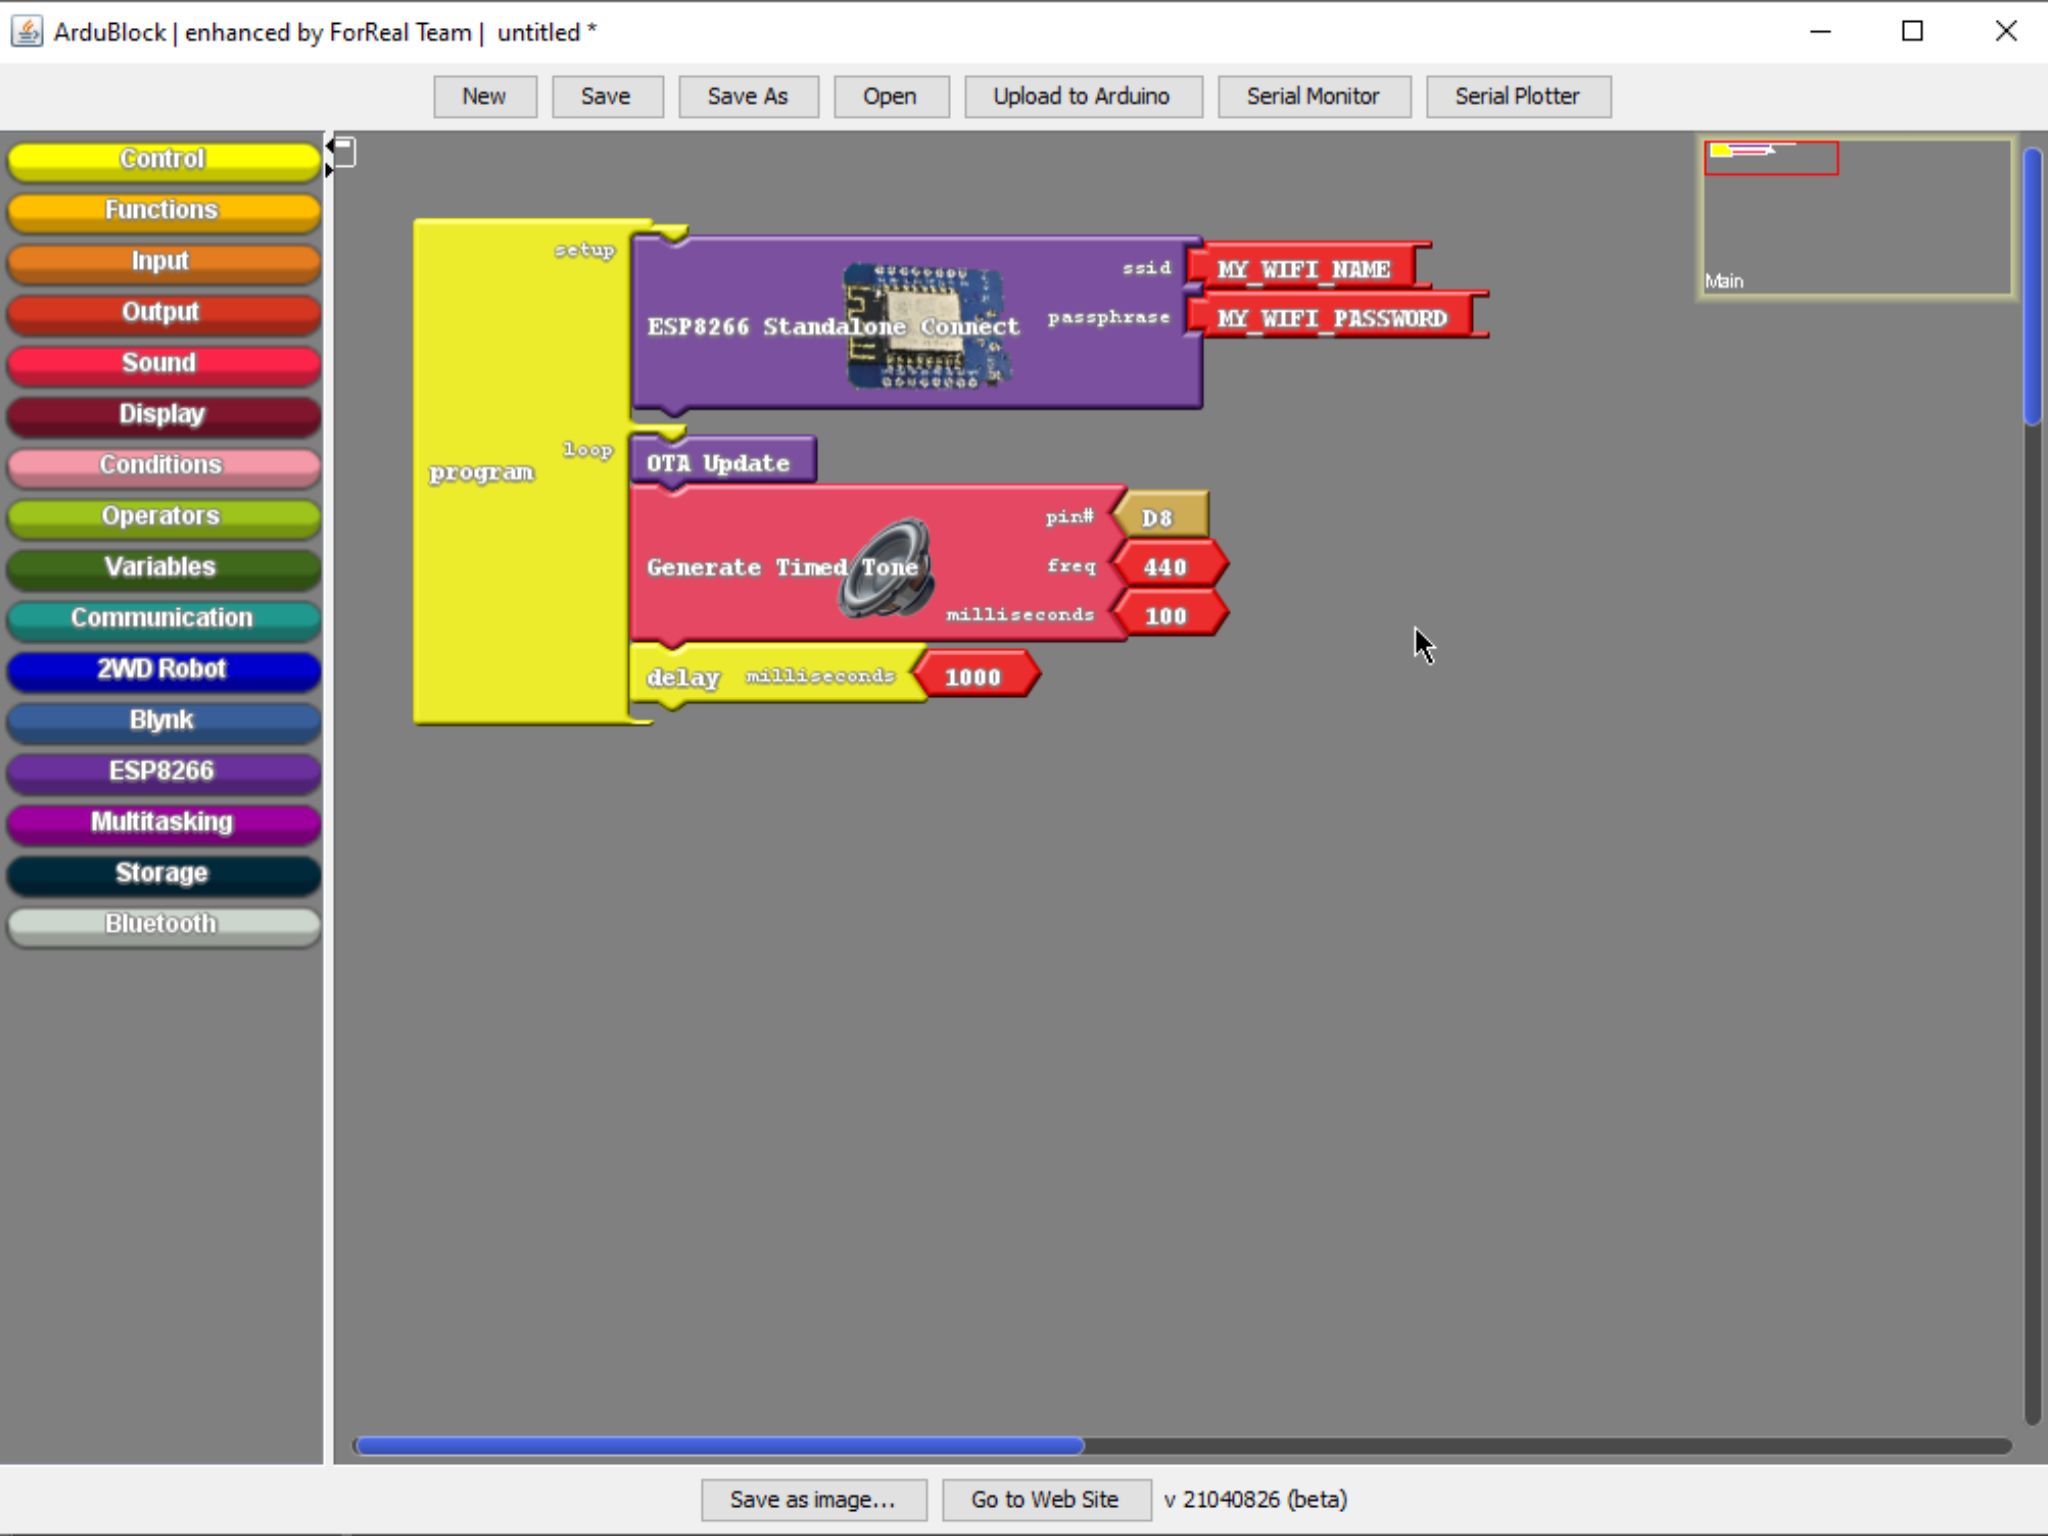 ArduBlock | enhanced by ForReal Team | untitled *
New Save Save As Open Upload to Arduino Serial Monitor Serial Plotter
Control
Functions
Input
Output
Sound
Display
Conditions
Operators
Variables
Communication
2WD Robot
Blynk
ESP8266
Multitasking
Storage
Bluetooth
program
setup
ESP8266 Standalone Connect
ssid MY_WIFI_NAME
passphrase MY_WIFI_PASSWORD
loop
OTA Update
Generate Timed Tone
pin# D8
freq 440
milliseconds 100
delay milliseconds 1000
Main
Save as image... Go to Web Site v 21040826 (beta)